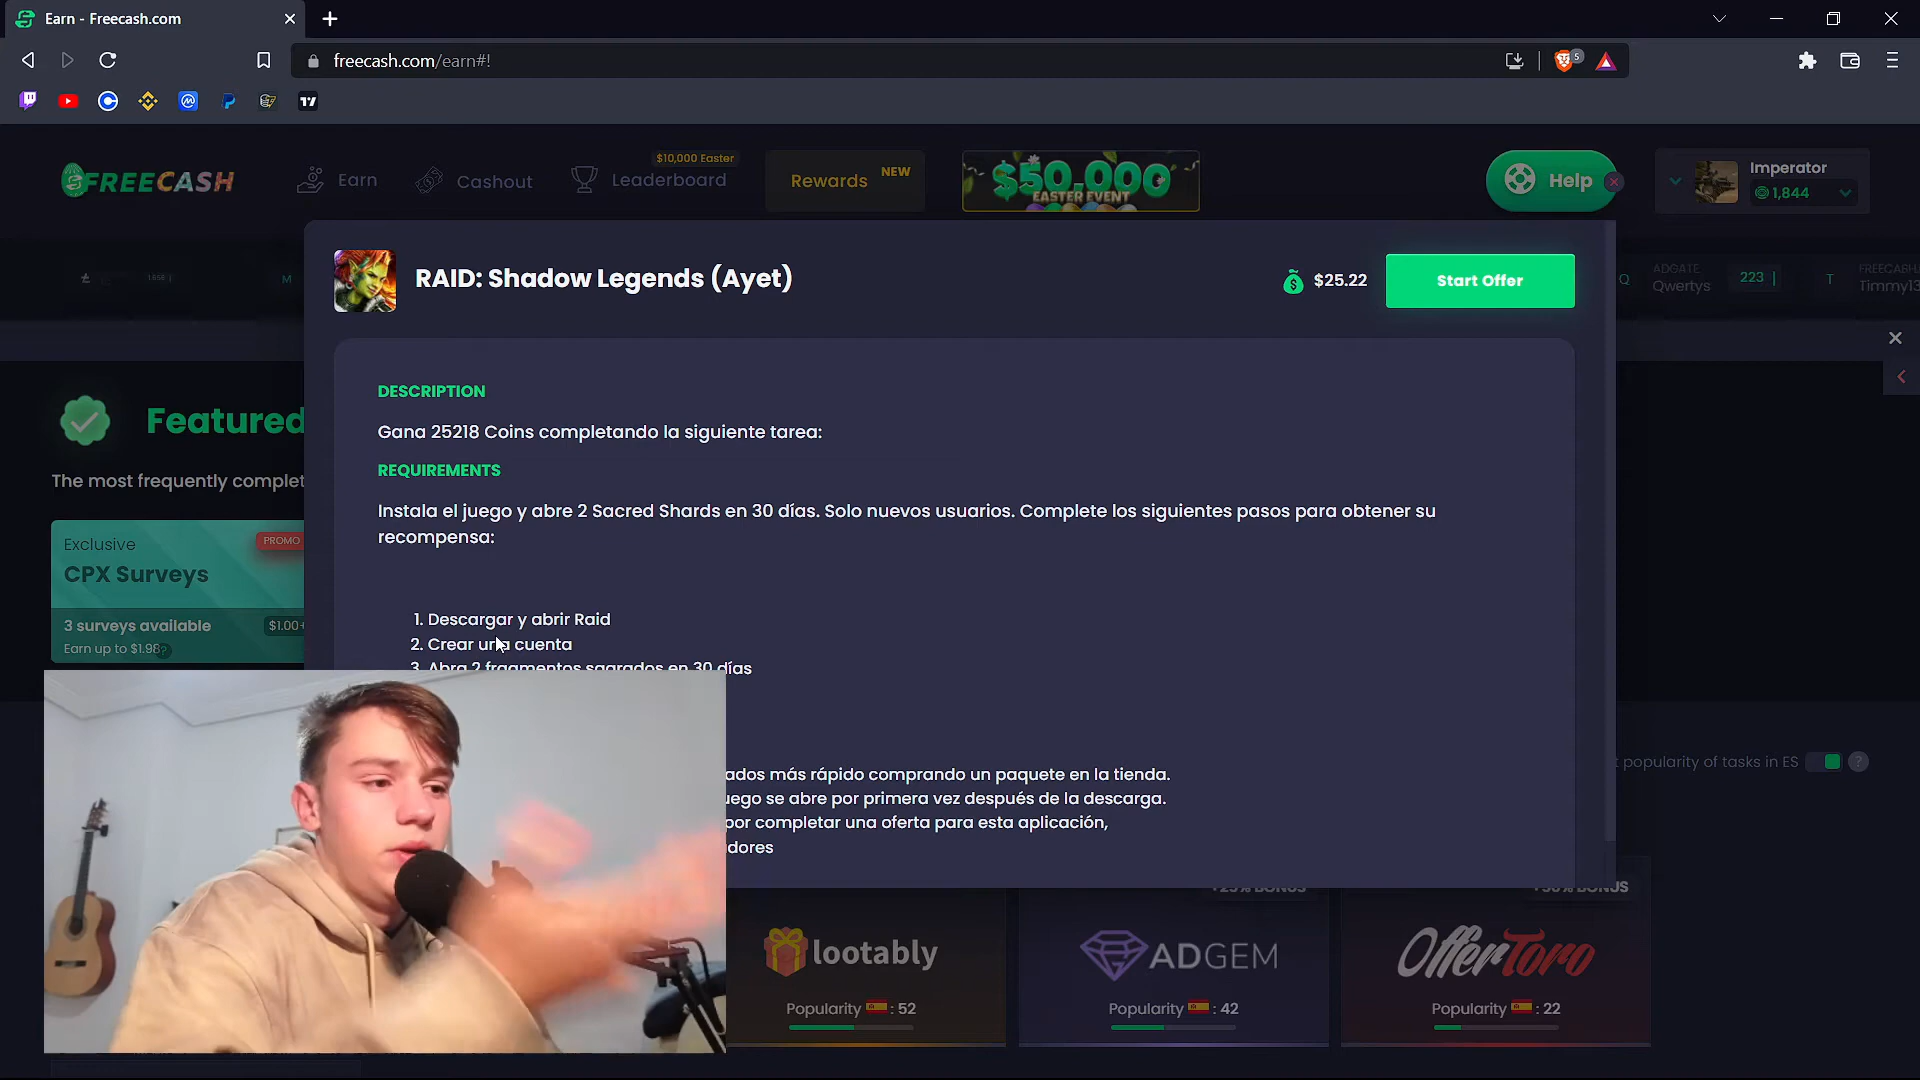 Earn - Freecash.com
freecash.com/earn#!
5
FREECASH
Earn
Cashout
$10,000 Easter
Leaderboard
Rewards
NEW
$50,000
EASTER EVENT
Help
Imperator
1,844
RAID: Shadow Legends (Ayet)
$25.22
Start Offer
M
Q
ADGATE
Qwertys
223
T
DESCRIPTION
Gana 25218 Coins completando la siguiente tarea:
REQUIREMENTS
Instala el juego y abre 2 Sacred Shards en 30 días. Solo nuevos usuarios. Complete los siguientes pasos para obtener su
recompensa:
1. Descargar y abrir Raid
2. Crear una cuenta
3. Abra 2 fragmentos sagrados en 30 días
ados más rápido comprando un paquete en la tienda.
uego se abre por primera vez después de la descarga.
por completar una oferta para esta aplicación,
dores
Featured
The most frequently complet
Exclusive
PROMO
CPX Surveys
3 surveys available
$1.00+
Earn up to $1.98
popularity of tasks in ES
?
lootably
Popularity : 52
ADGEM
Popularity : 42
OfferToro
Popularity : 22